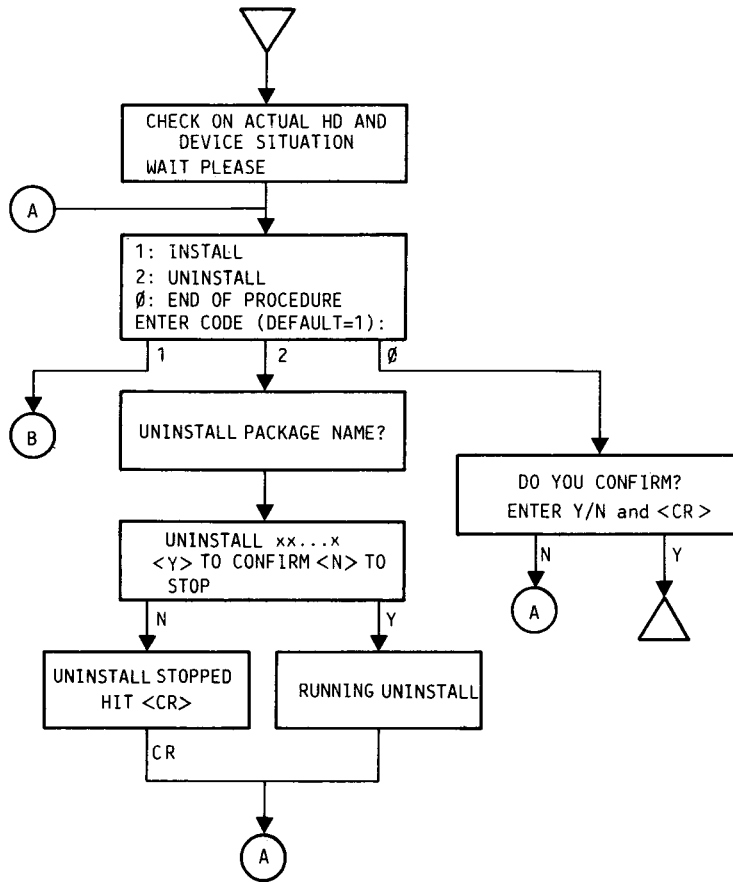 CHECK ON ACTUAL HD AND
DEVICE SITUATION
WAIT PLEASE
A
1: INSTALL
2: UNINSTALL
Ø: END OF PROCEDURE
ENTER CODE (DEFAULT=1):
1
2
Ø
B
UNINSTALL PACKAGE NAME?
DO YOU CONFIRM?
ENTER Y/N and <CR>
UNINSTALL xx...x
<Y> TO CONFIRM <N> TO
STOP
N
Y
A
N
Y
UNINSTALL STOPPED
HIT <CR>
RUNNING UNINSTALL
CR
A